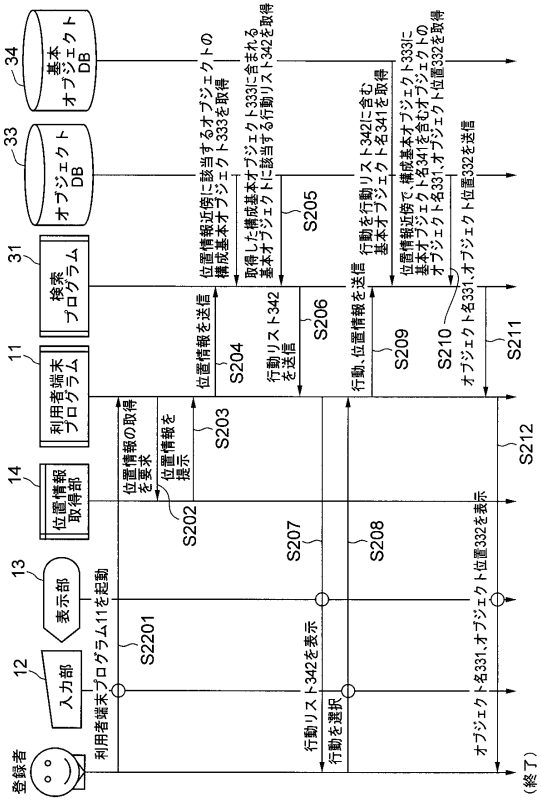 登録者
12
入力部
13
表示部
14
位置情報
取得部
11
利用者端末
プログラム
31
検索
プログラム
33
オブジェクト
DB
34
基本
オブジェクト
DB
利用者端末プログラム11を起動
S2201
位置情報の取得
を要求
S202
位置情報を
提示
S203
位置情報を送信
S204
位置情報近傍に該当するオブジェクトの
構成基本オブジェクト333を取得
取得した構成基本オブジェクト333に含まれる
基本オブジェクトに該当する行動リスト342を取得
S205
行動リスト342
を送信
S206
行動リスト342を表示
S207
行動を選択
S208
行動、位置情報を送信
S209
行動を行動リスト342に含む
基本オブジェクト名341を取得
位置情報近傍で、構成基本オブジェクト333に
基本オブジェクト名341を含むオブジェクトの
オブジェクト名331、オブジェクト位置332を取得
S210
オブジェクト名331、オブジェクト位置332を送信
S211
オブジェクト名331、オブジェクト位置332を表示
S212
(終了)